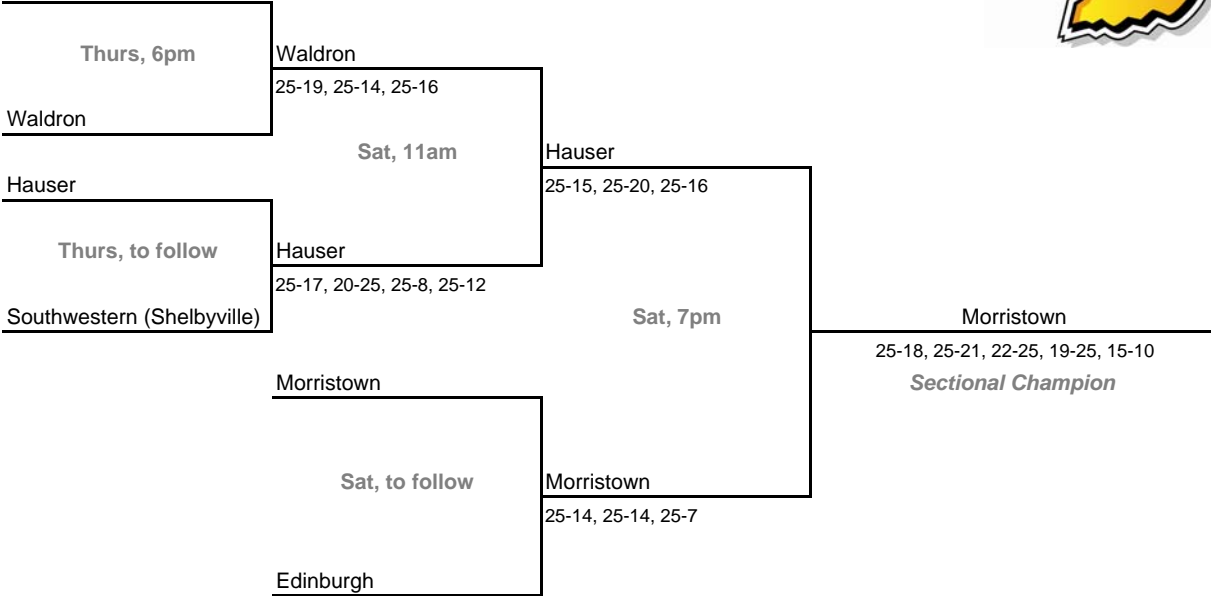 Thurs, 6pm
Waldron
25-19, 25-14, 25-16
Waldron
Sat, 11am
Hauser
Hauser
25-15, 25-20, 25-16
Thurs, to follow
Hauser
25-17, 20-25, 25-8, 25-12
Southwestern (Shelbyville)
Sat, 7pm
Morristown
25-18, 25-21, 22-25, 19-25, 15-10
Morristown
Sectional Champion
Sat, to follow
Morristown
25-14, 25-14, 25-7
Edinburgh